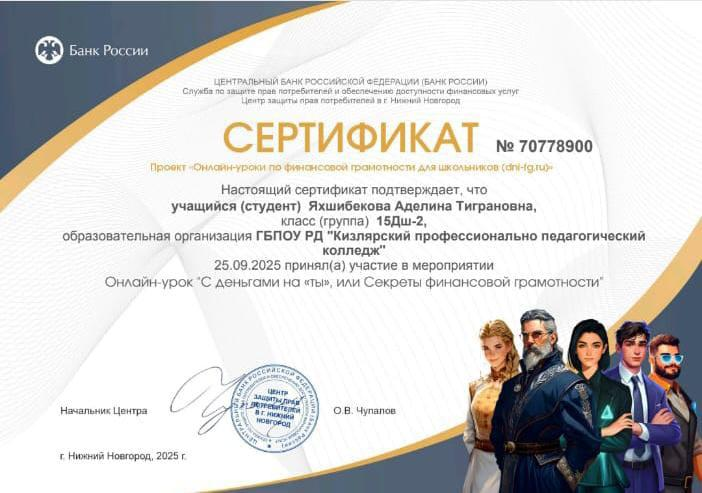 Банк России
ЦЕНТРАЛЬНЫЙ БАНК РОССИЙСКОЙ ФЕДЕРАЦИИ (БАНК РОССИИ)
Служба по защите прав потребителей и обеспечению доступности финансовых услуг
Центр защиты прав потребителей в г. Нижний Новгород
СЕРТИФИКАТ № 70778900
Проект «Онлайн-уроки по финансовой грамотности для школьников (dni-fg.ru)»
Настоящий сертификат подтверждает, что
учащийся (студент) Яхшибекова Аделина Тиграновна,
класс (группа) 15Дш-2,
образовательная организация ГБПОУ РД "Кизлярский профессионально педагогический
колледж"
25.09.2025 принял(а) участие в мероприятии
Онлайн-урок "С деньгами на «ты», или Секреты финансовой грамотности"
Начальник Центра
ЦЕНТР
ЗАЩИТЫ ПРАВ
ПОТРЕБИТЕЛЕЙ
В Г. НИЖНИЙ
НОВГОРОД
О.В. Чупалов
г. Нижний Новгород, 2025 г.